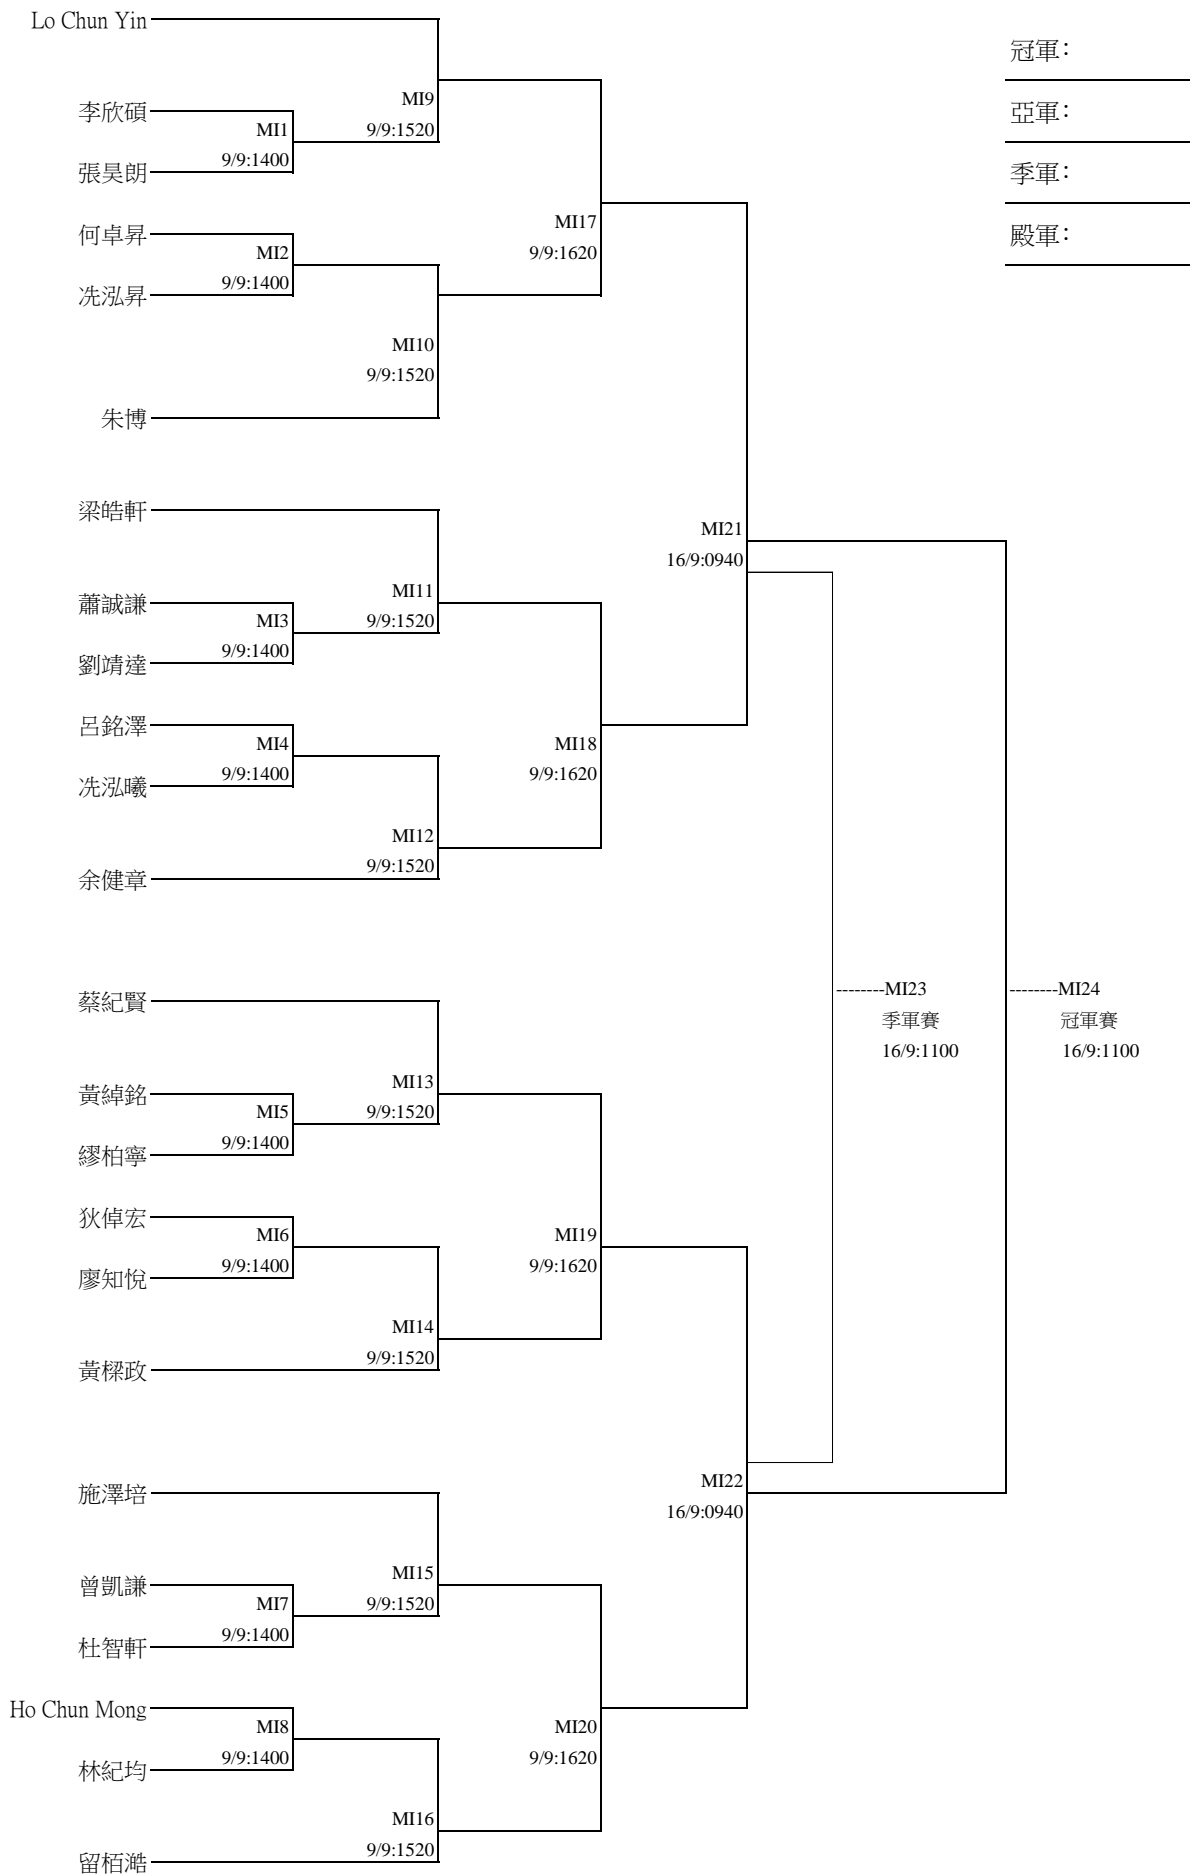 Lo Chun Yin
冠軍：
MI9
李欣碩
亞軍：
MI1
9/9:1520
9/9:1400
張昊朗
季軍：
MI17
何卓昇
殿軍：
MI2
9/9:1620
9/9:1400
冼泓昇
MI10
9/9:1520
朱博
梁皓軒
MI21
16/9:0940
MI11
蕭誠謙
MI3
9/9:1520
9/9:1400
劉靖達
呂銘澤
MI4
MI18
9/9:1400
9/9:1620
冼泓曦
MI12
9/9:1520
余健章
蔡紀賢
--------MI23
--------MI24
季軍賽
冠軍賽
16/9:1100
16/9:1100
MI13
黃綽銘
MI5
9/9:1520
9/9:1400
繆柏寧
狄倬宏
MI6
MI19
9/9:1400
9/9:1620
廖知悅
MI14
9/9:1520
黃樑政
MI22
施澤培
16/9:0940
MI15
曾凱謙
MI7
9/9:1520
9/9:1400
杜智軒
Ho Chun Mong
MI8
MI20
9/9:1400
9/9:1620
林紀均
MI16
9/9:1520
留栢澔